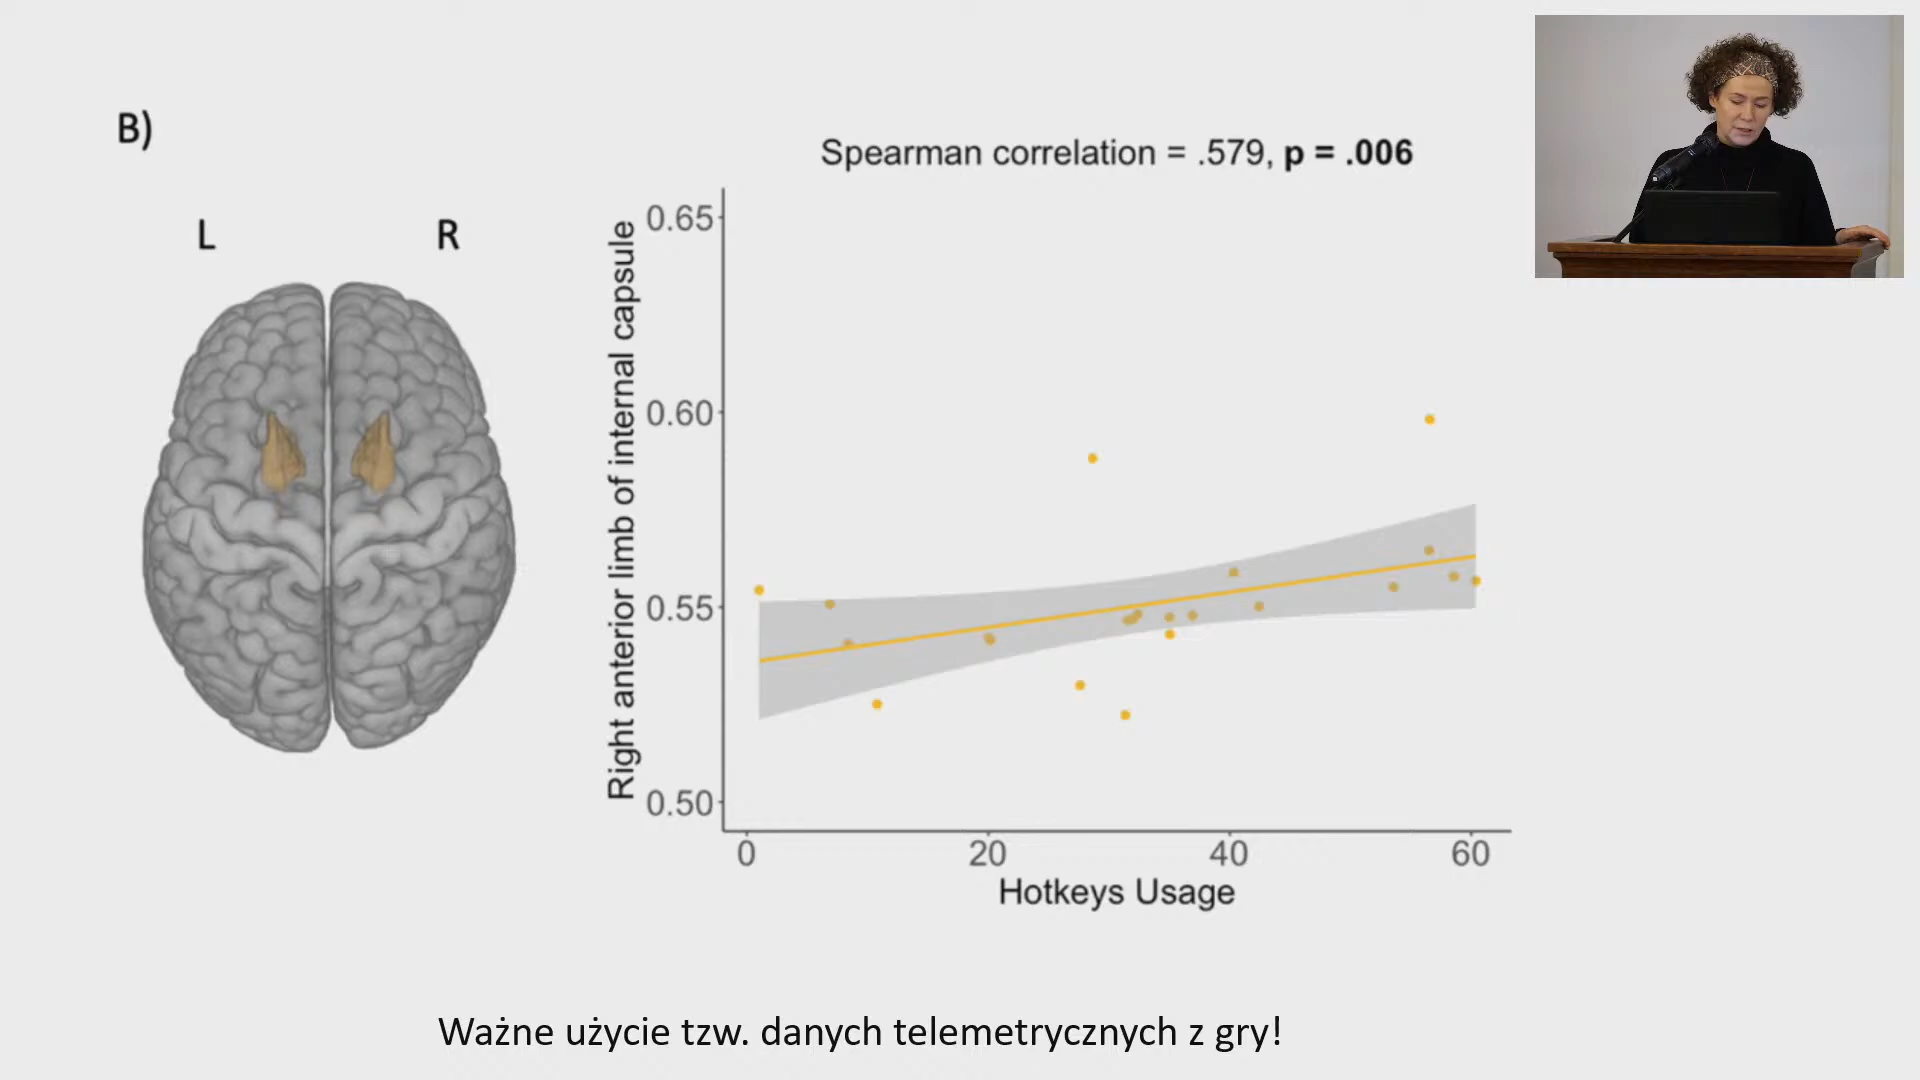 B)
L
R
Spearman correlation = .579, p = .006
Right anterior limb of internal capsule
0.65
0.60
0.55
0.50
0
20
40
60
Hotkeys Usage
Ważne użycie tzw. danych telemetrycznych z gry!